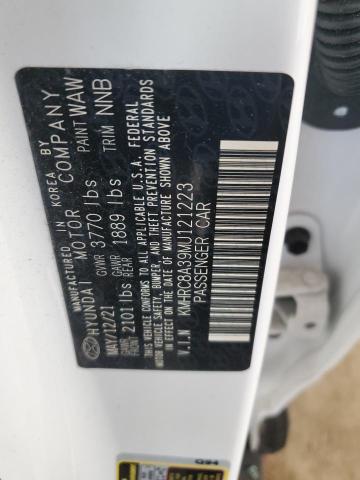 MANUFACTURED IN KOREA BY
HYUNDAI MOTOR COMPANY
MAY/12/21 GVWR 3770 lbs PAINT WAW
GAWR FRONT 2101 lbs GAWR REAR 1889 lbs TRIM NNB
THIS VEHICLE CONFORMS TO ALL APPLICABLE U.S.A. FEDERAL
MOTOR VEHICLE SAFETY, BUMPER, AND THEFT PREVENTION STANDARDS
IN EFFECT ON THE DATE OF MANUFACTURE SHOWN ABOVE
V.I.N KMHRC8A39MU121223
PASSENGER CAR
Q94